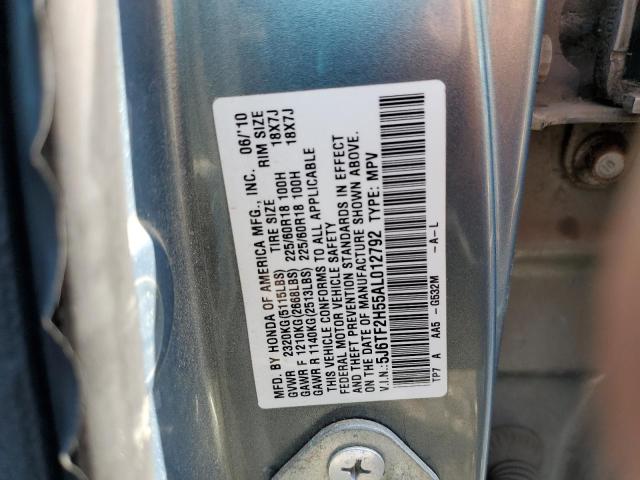 MFD. BY HONDA OF AMERICA MFG., INC. 06/'10
GVWR 2320KG(5115LBS) TIRE SIZE RIM SIZE
GAWR F 1210KG(2668LBS) 225/60R18 100H 18X7J
GAWR R 1140KG(2513LBS) 225/60R18 100H 18X7J
THIS VEHICLE CONFORMS TO ALL APPLICABLE
FEDERAL MOTOR VEHICLE SAFETY
AND THEFT PREVENTION STANDARDS IN EFFECT
ON THE DATE OF MANUFACTURE SHOWN ABOVE.
V.I.N.: 5J6TF2H55AL012792 TYPE: MPV
TP7 A AA5 - G532M -A-L